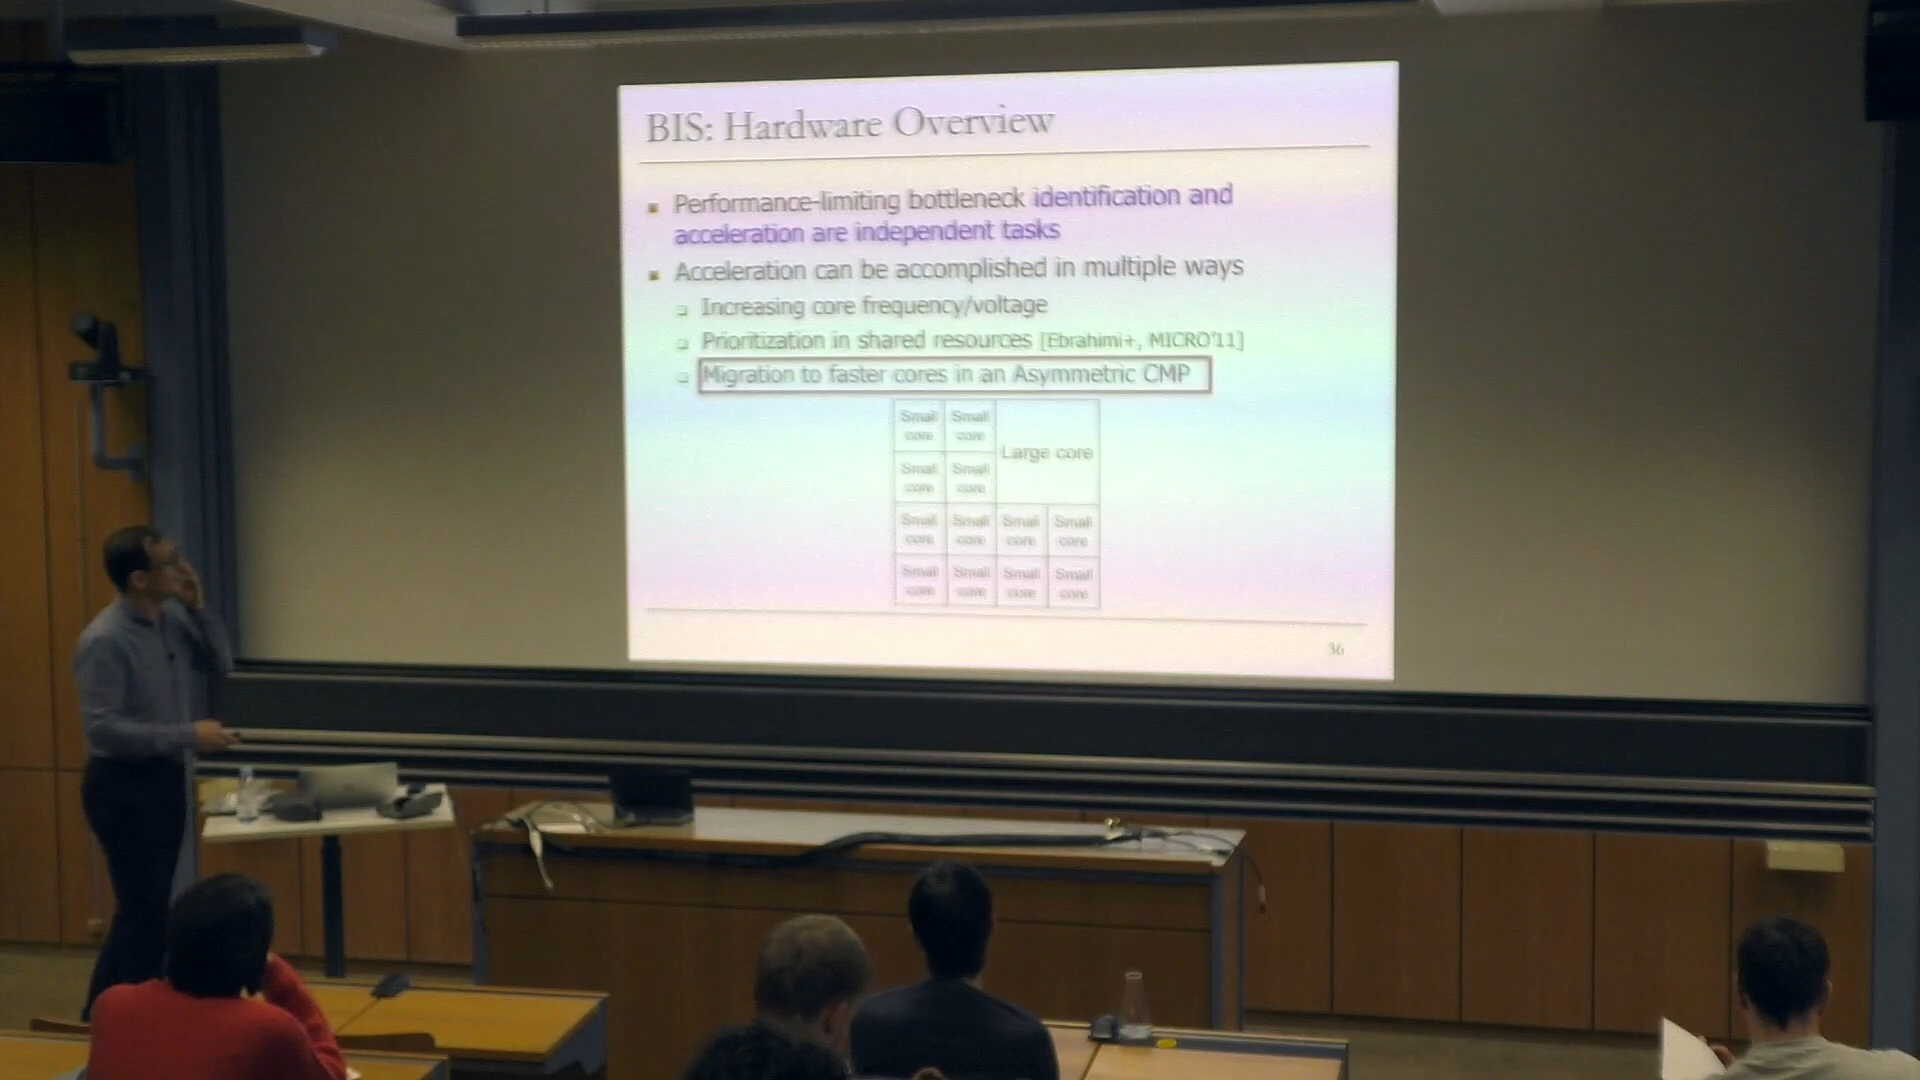 BIS: Hardware Overview
Performance-limiting bottleneck identification and
acceleration are independent tasks
Acceleration can be accomplished in multiple ways
Increasing core frequency/voltage
Prioritization in shared resources [Ebrahimi+, MICRO'11]
Migration to faster cores in an Asymmetric CMP
Small core
Small core
Large core
Small core
Small core
Small core
Small core
Small core
Small core
Small core
Small core
Small core
Small core
36